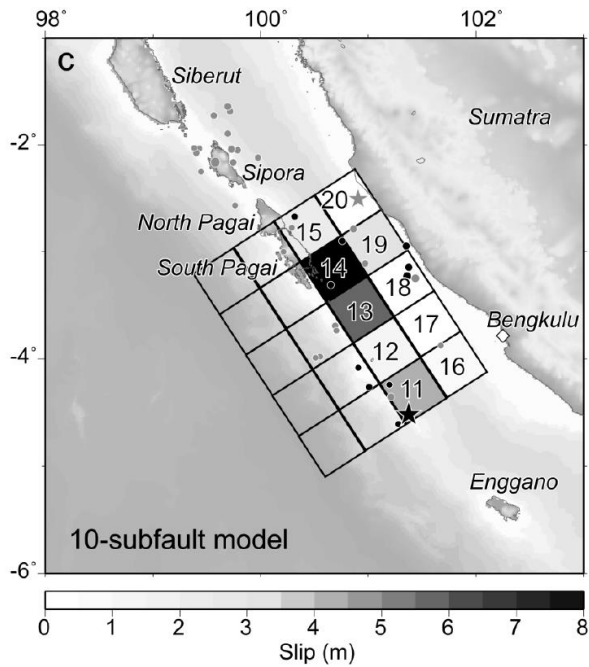 98° 100° 102°
C
Siberut
Sumatra
-2°
Sipora
20
North Pagai
15
19
South Pagai
14
18
13
17
Bengkulu
-4°
12
16
11
Enggano
10-subfault model
-6°
0 1 2 3 4 5 6 7 8
Slip (m)